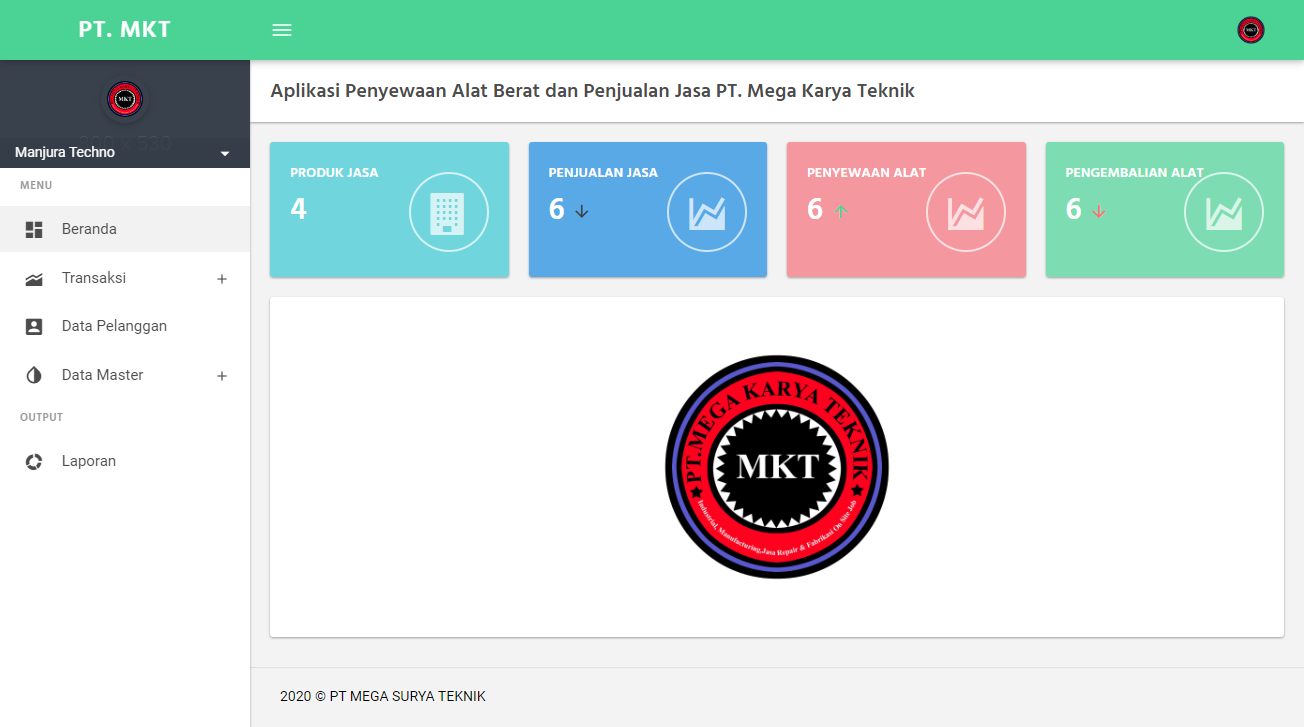 PT. MKT
MKT
Aplikasi Penyewaan Alat Berat dan Penjualan Jasa PT. Mega Karya Teknik
MKT
Manjura Techno
MENU
Beranda
Transaksi
Data Pelanggan
Data Master
OUTPUT
Laporan
PRODUK JASA
4
PENJUALAN JASA
6
PENYEWAAN ALAT
6
PENGEMBALIAN ALAT
6
PT.MEGA KARYA TEKNIK
MKT
Industrial, Manufacturing,Jasa Repair & Fabrikasi On Site Job
2020 © PT MEGA SURYA TEKNIK